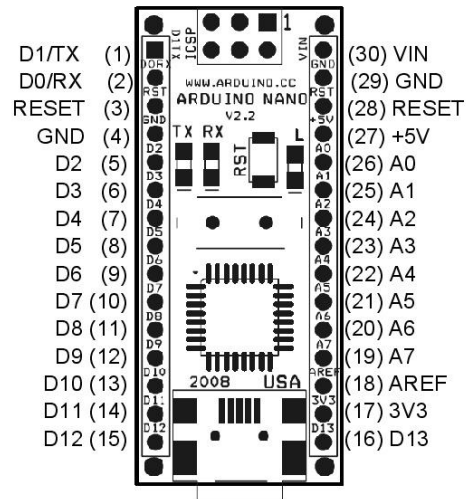 D1/TX (1)
D0/RX (2)
RESET (3)
GND (4)
D2 (5)
D3 (6)
D4 (7)
D5 (8)
D6 (9)
D7 (10)
D8 (11)
D9 (12)
D10 (13)
D11 (14)
D12 (15)
D1TX
DORX
RST
GND
D2
D3
D4
D5
D6
D7
D8
D9
D10
D11
D12
ICSP
1
WWW.ARDUINO.CC
ARDUINO NANO
V2.2
TX RX
RST
L
2008 USA
VIN
GND
RST
+5V
A0
A1
A2
A3
A4
A5
A6
A7
AREF
3V3
D13
(30) VIN
(29) GND
(28) RESET
(27) +5V
(26) A0
(25) A1
(24) A2
(23) A3
(22) A4
(21) A5
(20) A6
(19) A7
(18) AREF
(17) 3V3
(16) D13